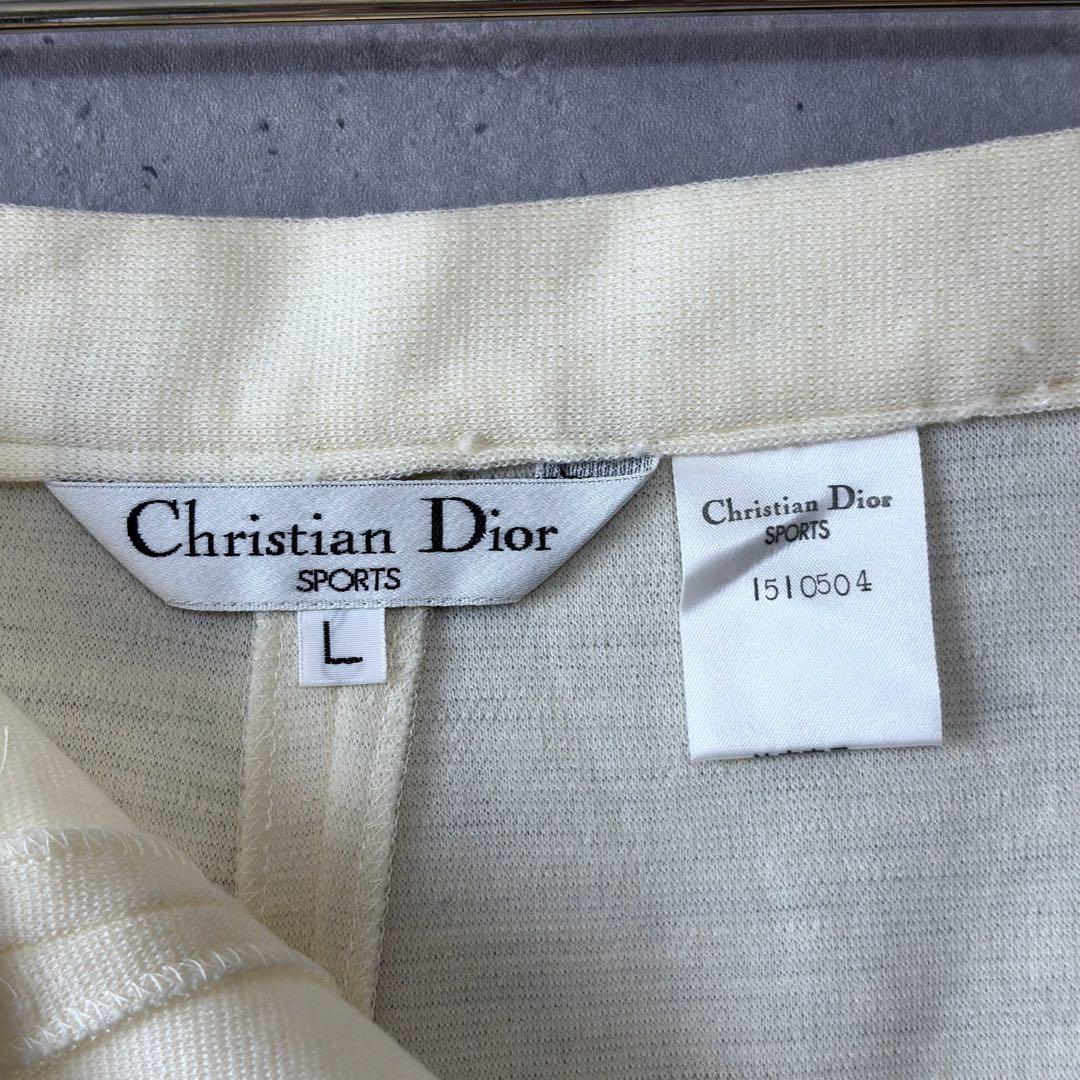 Christian Dior
SPORTS
L
Christian Dior
SPORTS
1510504